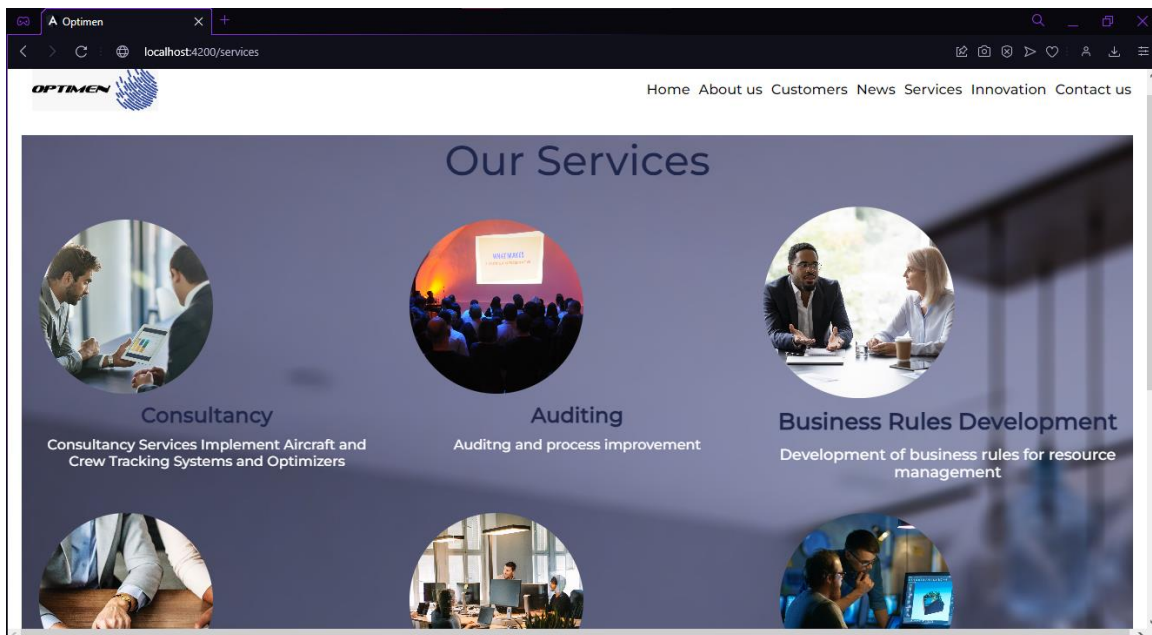 A Optimen
localhost:4200/services
OPTIMEN
Home About us Customers News Services Innovation Contact us
Our Services
Consultancy
Consultancy Services Implement Aircraft and
Crew Tracking Systems and Optimizers
Auditing
Auditng and process improvement
Business Rules Development
Development of business rules for resource
management